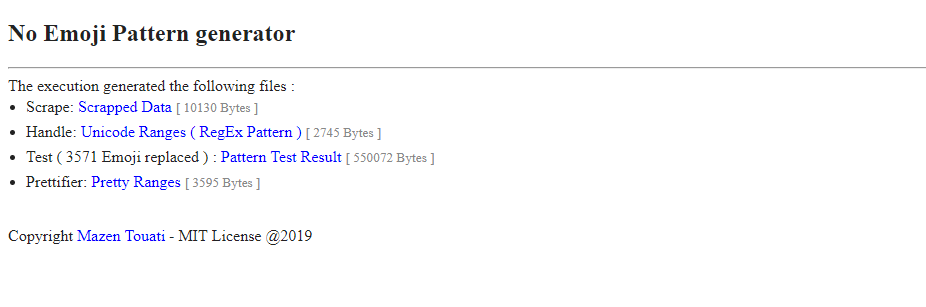 No Emoji Pattern generator
The execution generated the following files :
• Scrape: Scrapped Data [ 10130 Bytes ]
• Handle: Unicode Ranges ( RegEx Pattern ) [ 2745 Bytes ]
• Test ( 3571 Emoji replaced ) : Pattern Test Result [ 550072 Bytes ]
• Prettifier: Pretty Ranges [ 3595 Bytes ]
Copyright Mazen Touati - MIT License @2019